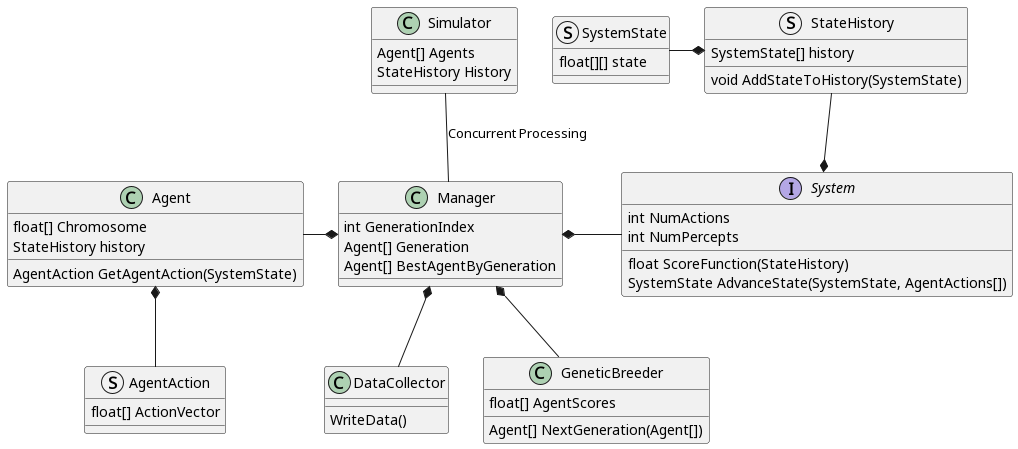 C Simulator
Agent[] Agents
StateHistory History
S SystemState
float[][] state
S StateHistory
SystemState[] history
void AddStateToHistory(SystemState)
Concurrent Processing
C Agent
float[] Chromosome
StateHistory history
AgentAction GetAgentAction(SystemState)
C Manager
int GenerationIndex
Agent[] Generation
Agent[] BestAgentByGeneration
I System
int NumActions
int NumPercepts
float ScoreFunction(StateHistory)
SystemState AdvanceState(SystemState, AgentActions[])
S AgentAction
float[] ActionVector
C DataCollector
WriteData()
C GeneticBreeder
float[] AgentScores
Agent[] NextGeneration(Agent[])